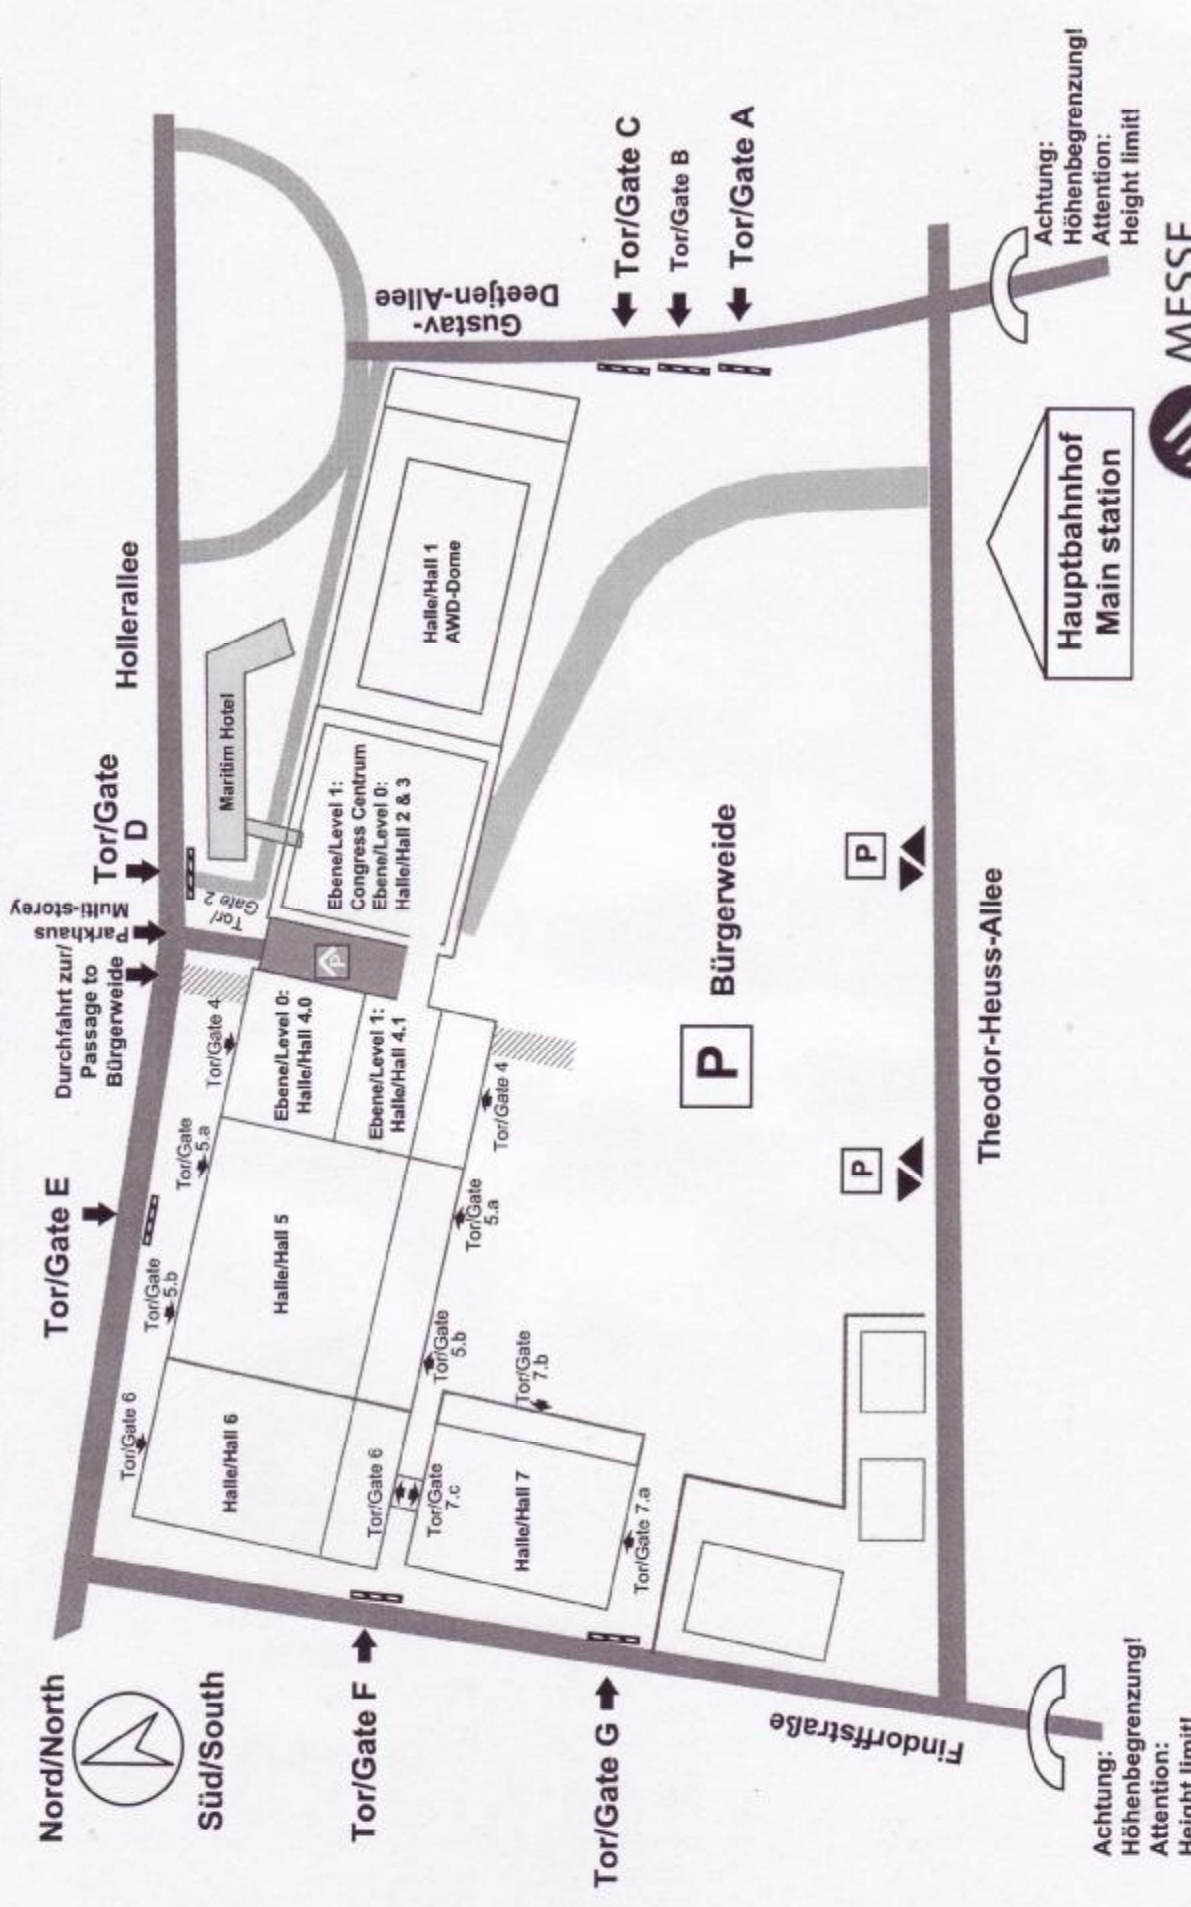 Nord/North
Süd/South
Tor/Gate E
Durchfahrt zur/
Passage to
Bürgerweide
Parkhaus
Multi-storey
Tor/Gate
D
Hollerallee
Tor/Gate 6
Tor/Gate
5.b
Tor/Gate
5.a
Tor/Gate 4
Tor/
Gate 2
Maritim Hotel
Halle/Hall 6
Halle/Hall 5
Ebene/Level 0:
Halle/Hall 4.0
Ebene/Level 1:
Halle/Hall 4.1
P
Ebene/Level 1:
Congress Centrum
Ebene/Level 0:
Halle/Hall 2 & 3
Halle/Hall 1
AWD-Dome
Gustav-
Deetjen-Allee
Tor/Gate F
Tor/Gate 6
Tor/Gate
7.c
Tor/Gate
5.b
Tor/Gate
5.a
Tor/Gate 4
Tor/Gate
7.b
Halle/Hall 7
Tor/Gate 7.a
Tor/Gate G
Tor/Gate C
Tor/Gate B
Tor/Gate A
P
Bürgerweide
P
P
Findorffstraße
Theodor-Heuss-Allee
Hauptbahnhof
Main station
Achtung:
Höhenbegrenzung!
Attention:
Height limit!
Achtung:
Höhenbegrenzung!
Attention:
Height limit!
MESSE